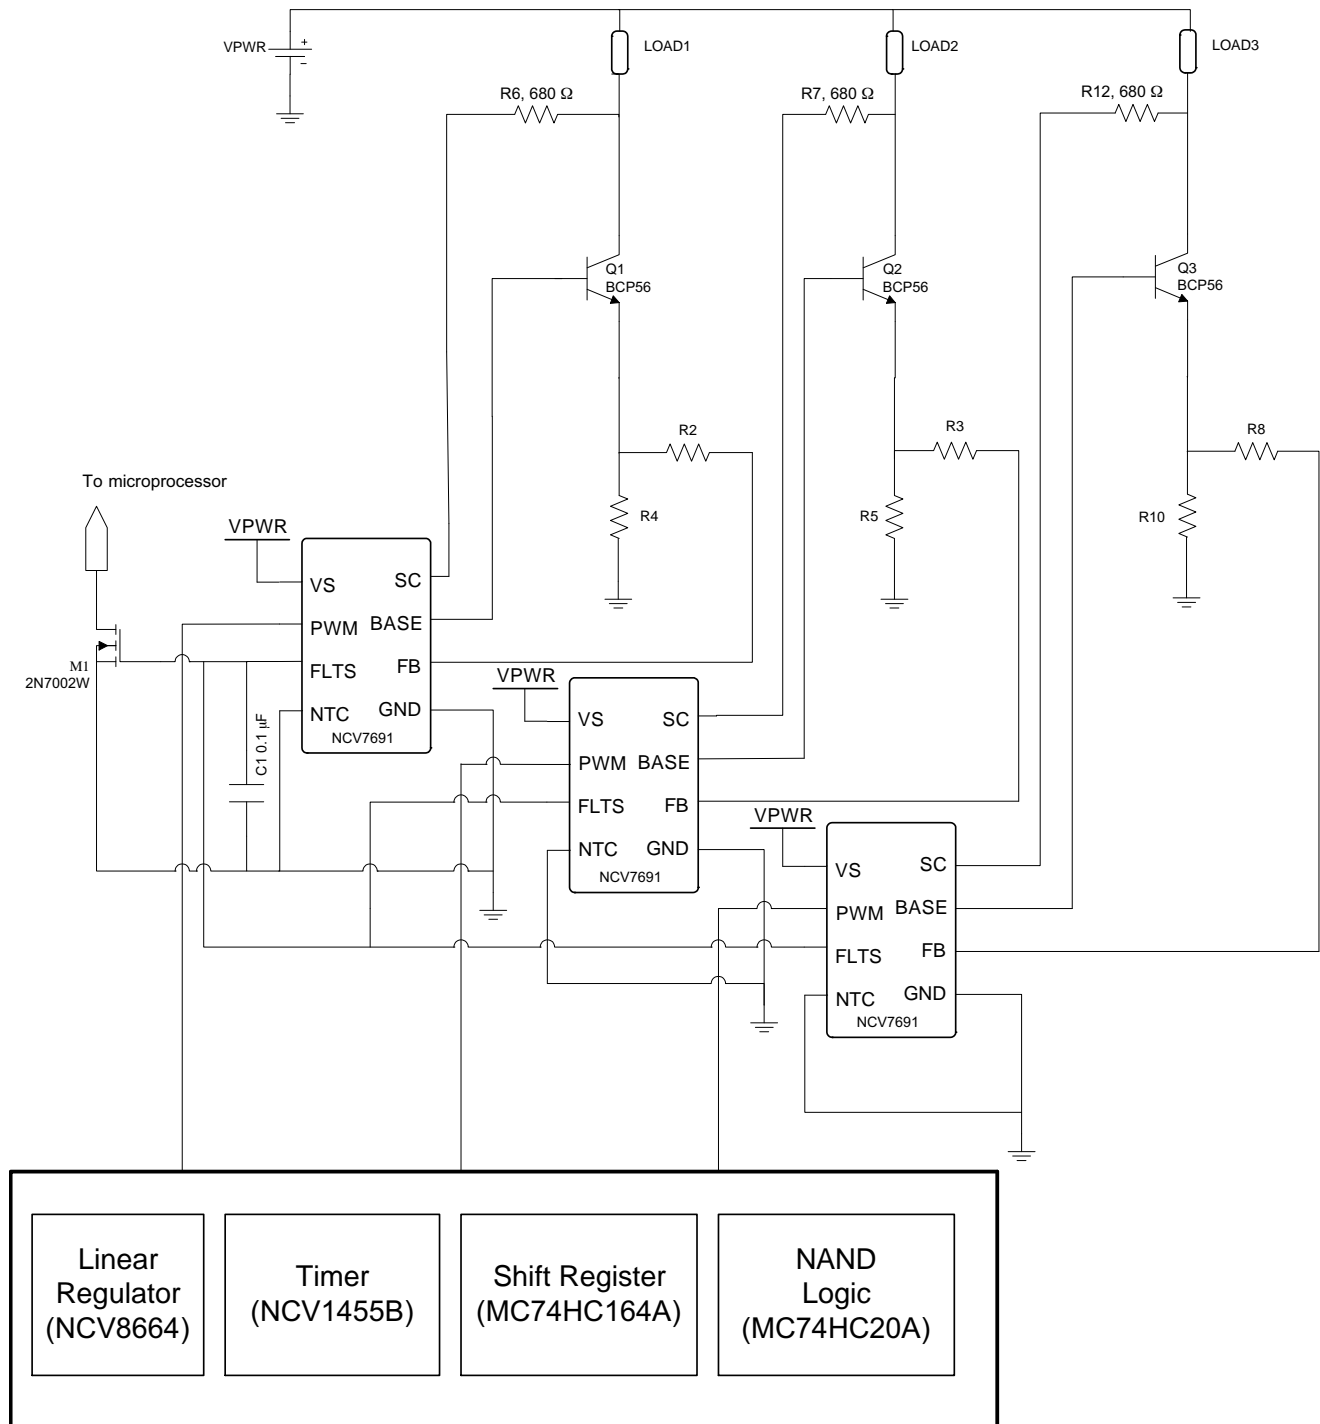 VPWR
+
−
LOAD1
LOAD2
LOAD3
R6, 680 Ω
R7, 680 Ω
R12, 680 Ω
Q1
BCP56
Q2
BCP56
Q3
BCP56
R2
R3
R8
R4
R5
R10
To microprocessor
VPWR
VS
SC
PWM
BASE
FLTS
FB
NTC
GND
NCV7691
M1
2N7002W
C1 0.1 µF
VPWR
VS
SC
PWM
BASE
FLTS
FB
NTC
GND
NCV7691
VPWR
VS
SC
PWM
BASE
FLTS
FB
NTC
GND
NCV7691
Linear
Regulator
(NCV8664)
Timer
(NCV1455B)
Shift Register
(MC74HC164A)
NAND
Logic
(MC74HC20A)